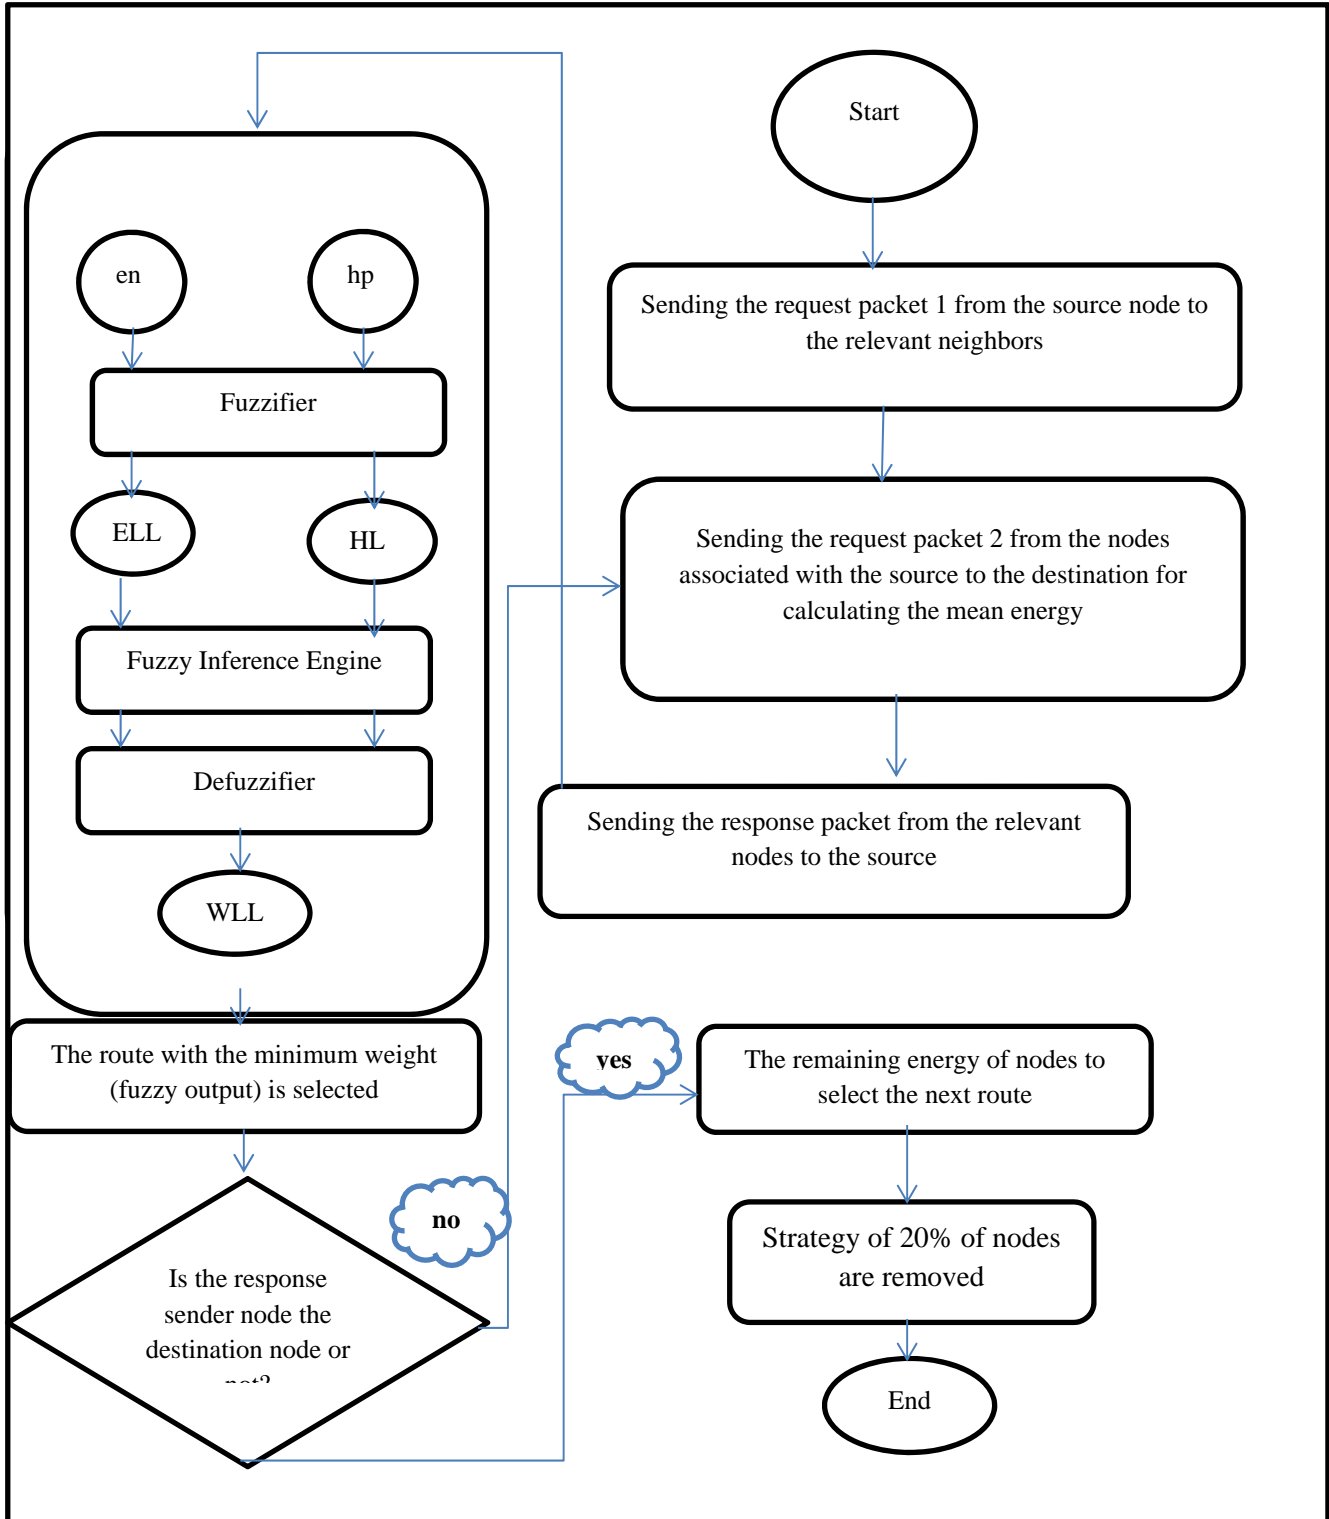 Start
Sending the request packet 1 from the source node to
the relevant neighbors
Sending the request packet 2 from the nodes
associated with the source to the destination for
calculating the mean energy
Sending the response packet from the relevant
nodes to the source
en
hp
Fuzzifier
ELL
HL
Fuzzy Inference Engine
Defuzzifier
WLL
The route with the minimum weight
(fuzzy output) is selected
Is the response
sender node the
destination node or
not?
no
yes
The remaining energy of nodes to
select the next route
Strategy of 20% of nodes
are removed
End